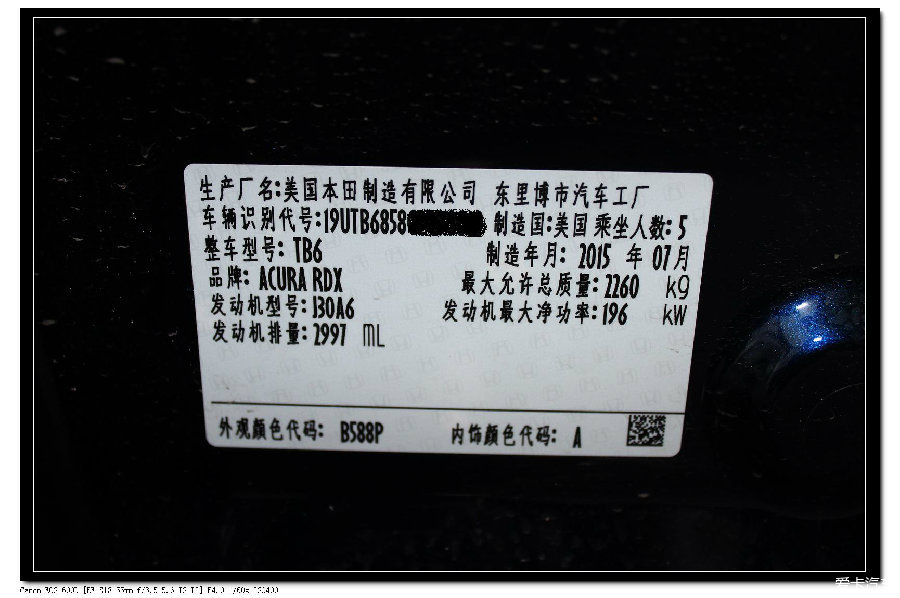 生产厂名:美国本田制造有限公司 东里博市汽车工厂
车辆识别代号:19UTB6858 制造国:美国 乘坐人数:5
整车型号: TB6 制造年月: 2015 年 07月
品牌: ACURA RDX 最大允许总质量:2260 kg
发动机型号:J30A6 发动机最大净功率:196 kW
发动机排量:2997 ML
外观颜色代码: B588P 内饰颜色代码: A
爱卡汽